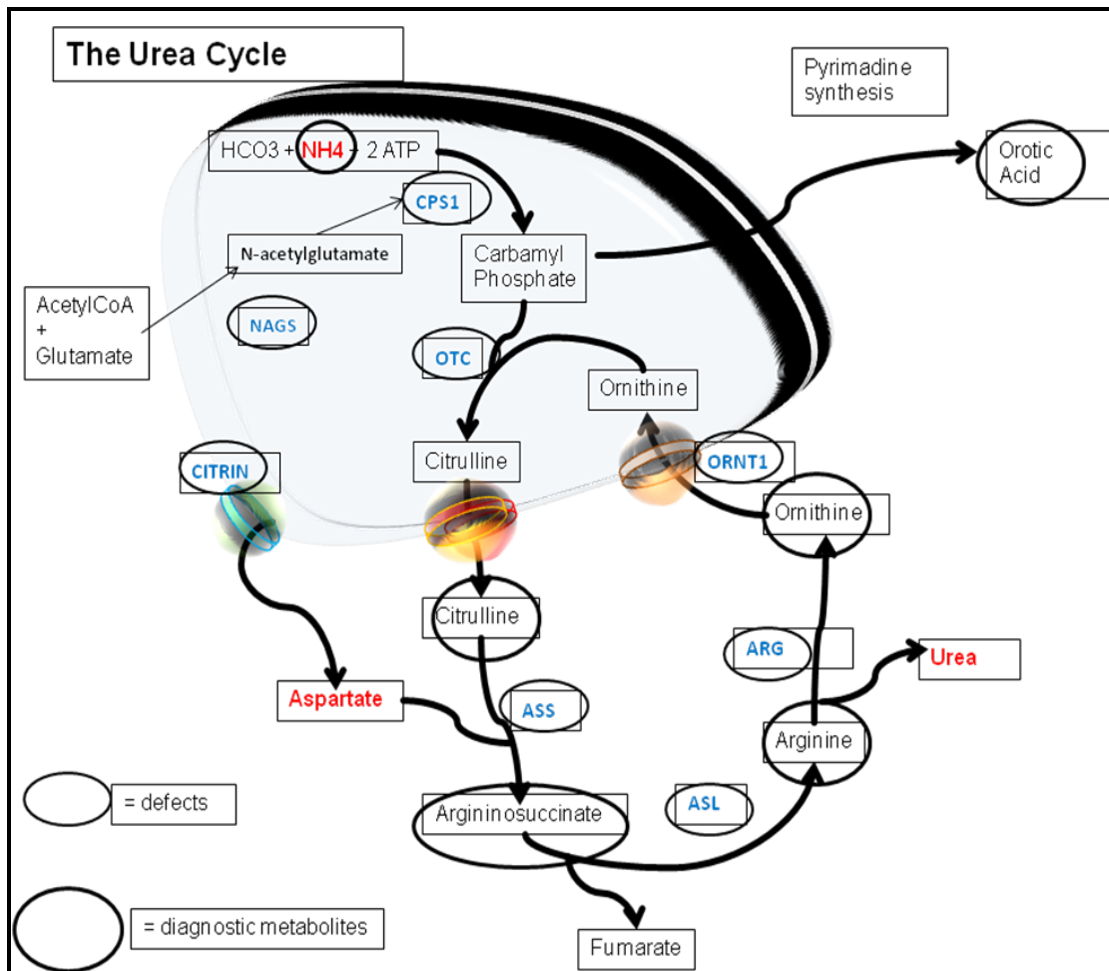 The Urea Cycle
Pyrimadine
synthesis
HCO3 + NH4 + 2 ATP
Orotic
Acid
CPS1
N-acetylglutamate
Carbamyl
Phosphate
AcetylCoA
+
Glutamate
NAGS
OTC
Ornithine
Citrulline
CITRIN
ORNT1
Ornithine
Citrulline
ARG
Urea
Aspartate
ASS
Arginine
= defects
Argininosuccinate
ASL
= diagnostic metabolites
Fumarate